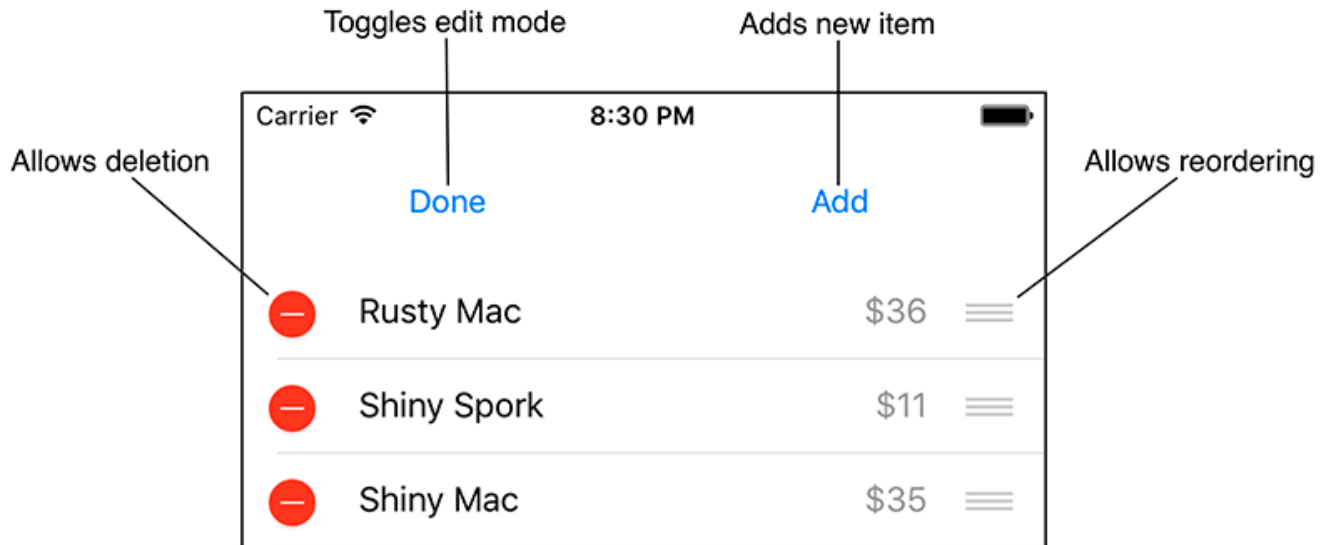 Toggles edit mode
Adds new item
Carrier 8:30 PM
Allows deletion
Allows reordering
Done Add
Rusty Mac $36
Shiny Spork $11
Shiny Mac $35